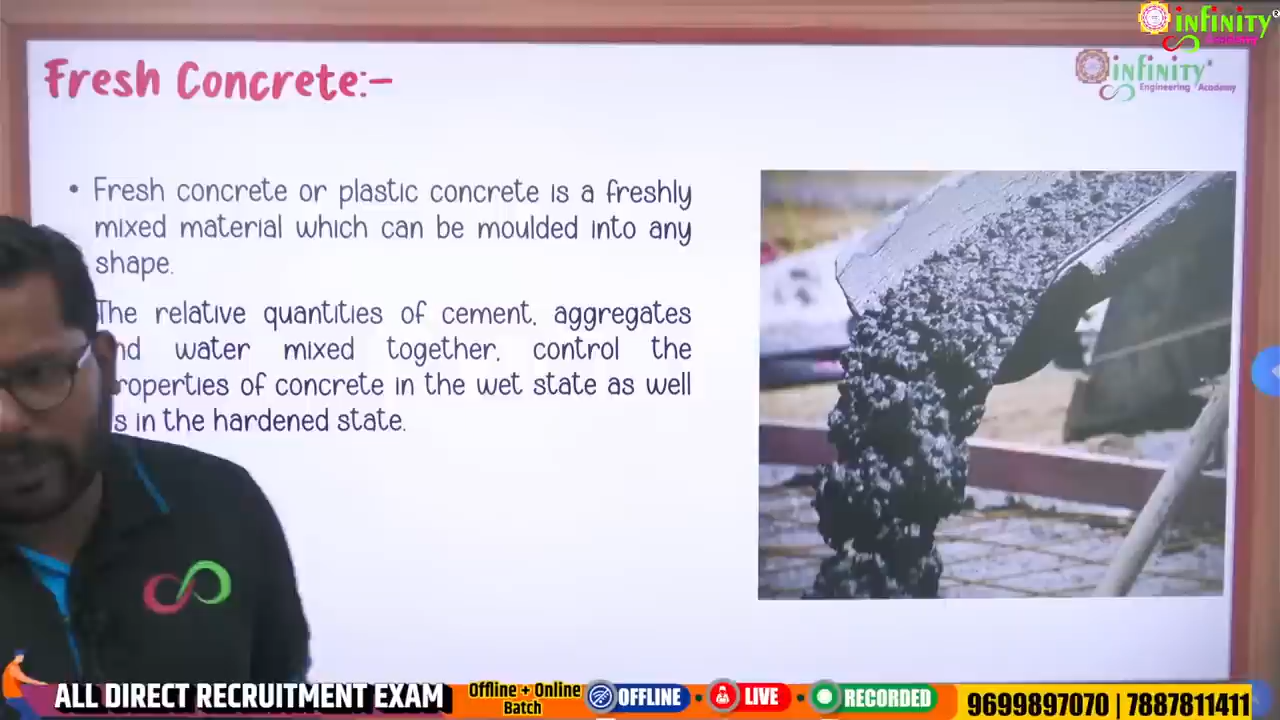 infinity
Academy
Fresh Concrete:-
infinity
Engineering Academy
• Fresh concrete or plastic concrete is a freshly
mixed material which can be moulded into any
shape.
The relative quantities of cement, aggregates
nd water mixed together, control the
roperties of concrete in the wet state as well
s in the hardened state.
ALL DIRECT RECRUITMENT EXAM
Offline + Online
Batch
OFFLINE
LIVE
RECORDED
9699897070 | 7887811411